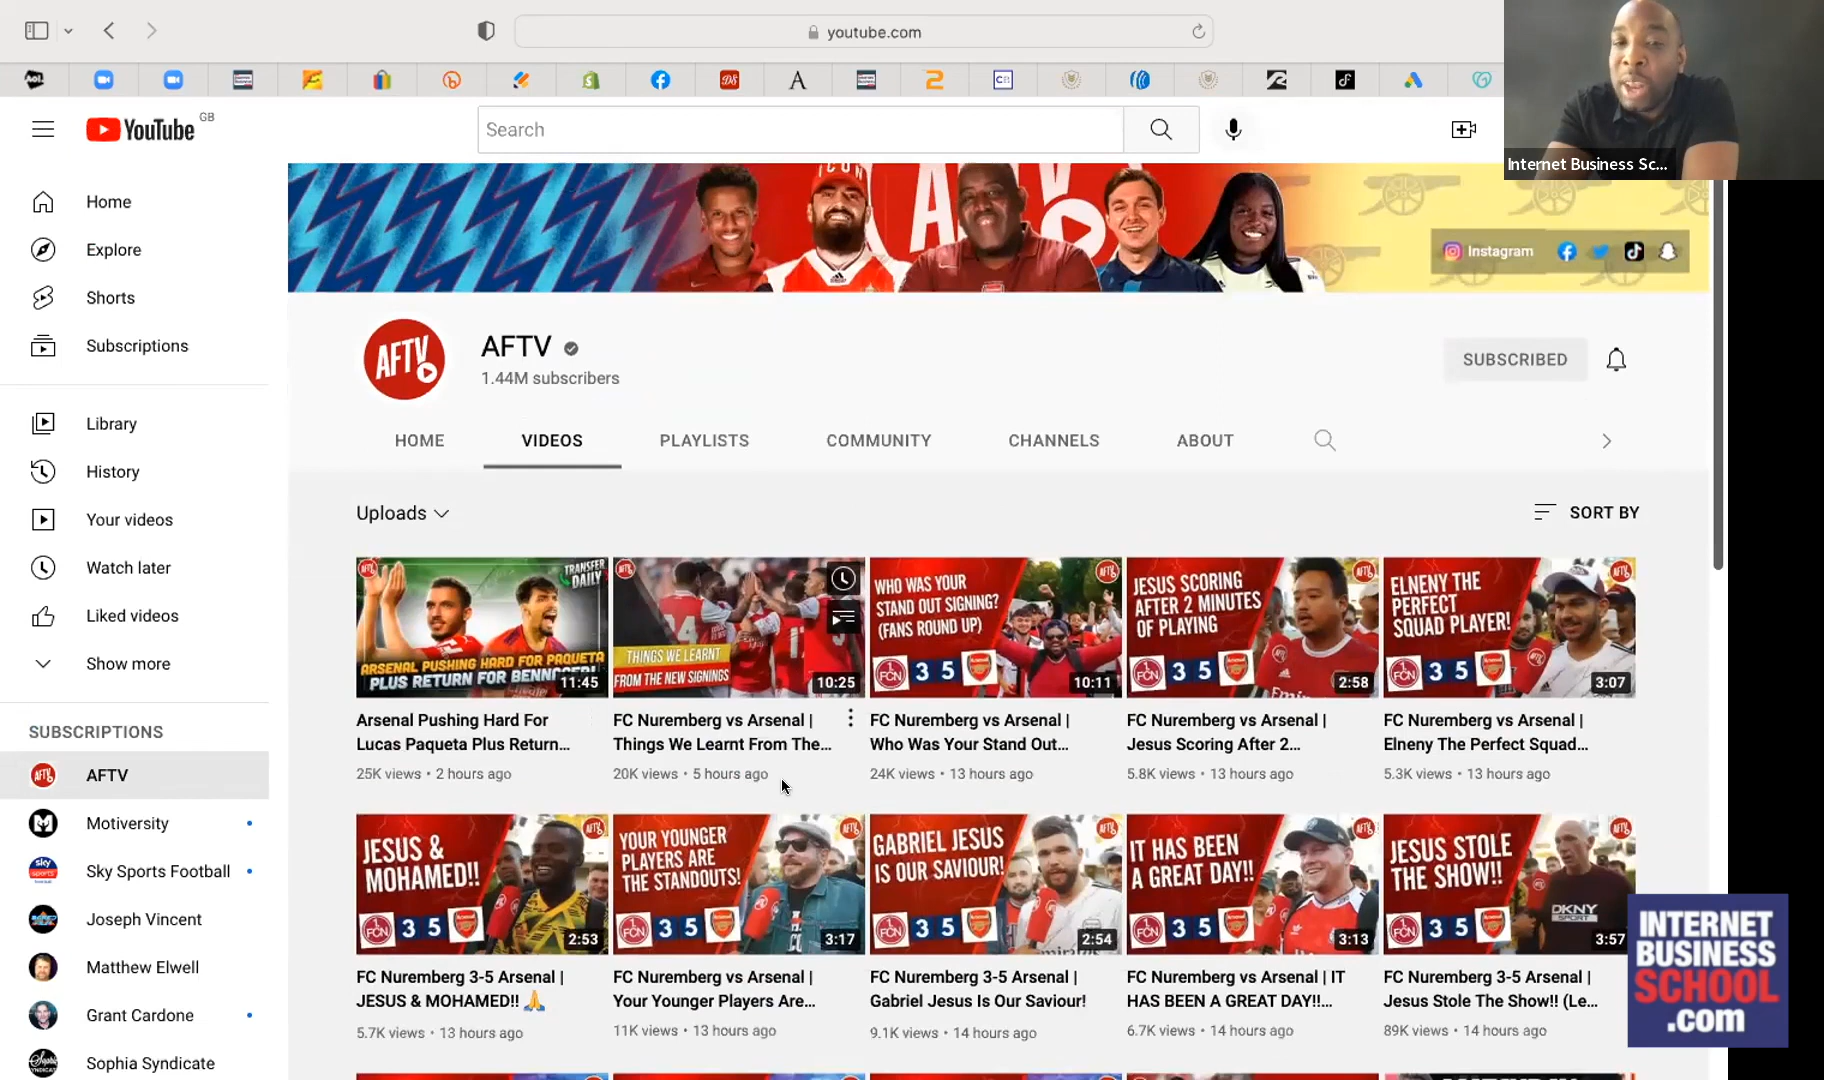 youtube.com
Aol.
DS
A
Internet Business Sc...
YouTube
GB
Search
Home
Explore
Shorts
Subscriptions
Library
History
Your videos
Watch later
Liked videos
Show more
SUBSCRIPTIONS
AFTV
Motiversity
Sky Sports Football
Joseph Vincent
Matthew Elwell
Grant Cardone
Sophia Syndicate
ICON
Instagram
AFTV
AFTV
1.44M subscribers
SUBSCRIBED
HOME
VIDEOS
PLAYLISTS
COMMUNITY
CHANNELS
ABOUT
Uploads
SORT BY
TRANSFER
DAILY
ARSENAL PUSHING HARD FOR PAQUETA
PLUS RETURN FOR BENN
11:45
Arsenal Pushing Hard For
Lucas Paqueta Plus Return...
25K views • 2 hours ago
THINGS WE LEARNT
FROM THE NEW SIGNINGS
10:25
FC Nuremberg vs Arsenal |
Things We Learnt From The...
20K views • 5 hours ago
WHO WAS YOUR
STAND OUT SIGNING?
(FANS ROUND UP)
FCN 3 5
10:11
FC Nuremberg vs Arsenal |
Who Was Your Stand Out...
24K views • 13 hours ago
JESUS SCORING
AFTER 2 MINUTES
OF PLAYING
FCN 3 5
2:58
FC Nuremberg vs Arsenal |
Jesus Scoring After 2...
5.8K views • 13 hours ago
ELNENY THE
PERFECT
SQUAD PLAYER!
FCN 3 5
3:07
FC Nuremberg vs Arsenal |
Elneny The Perfect Squad...
5.3K views • 13 hours ago
JESUS &
MOHAMED!!
FCN 3 5
2:53
FC Nuremberg 3-5 Arsenal |
JESUS & MOHAMED!! 🙏
5.7K views • 13 hours ago
YOUR YOUNGER
PLAYERS ARE
THE STANDOUTS!
FCN 3 5
3:17
FC Nuremberg vs Arsenal |
Your Younger Players Are...
11K views • 13 hours ago
GABRIEL JESUS
IS OUR SAVIOUR!
FCN 3 5
2:54
FC Nuremberg 3-5 Arsenal |
Gabriel Jesus Is Our Saviour!
9.1K views • 14 hours ago
IT HAS BEEN
A GREAT DAY!!
FCN 3 5
3:13
FC Nuremberg vs Arsenal | IT
HAS BEEN A GREAT DAY!!...
6.7K views • 14 hours ago
JESUS STOLE
THE SHOW!!
DKNY
SPORT
FCN 3 5
3:57
FC Nuremberg 3-5 Arsenal |
Jesus Stole The Show!! (Le...
89K views • 14 hours ago
INTERNET
BUSINESS
SCHOOL
.com